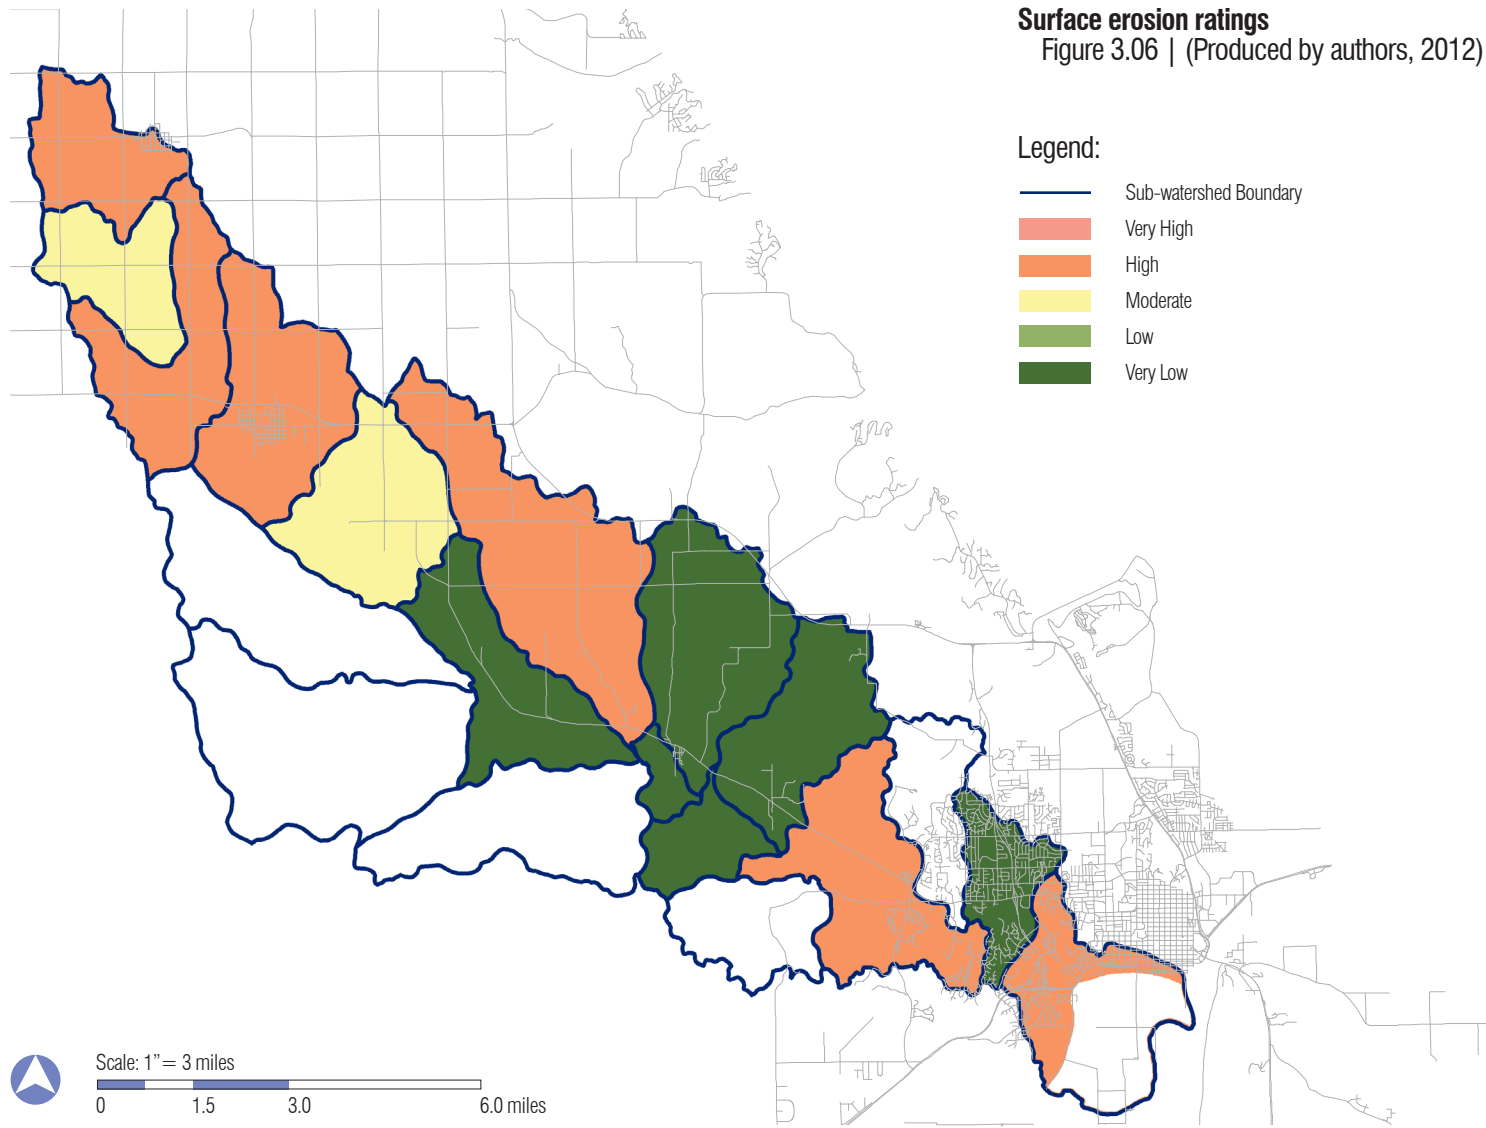 Surface erosion ratings
Figure 3.06 | (Produced by authors, 2012)
Legend:
Sub-watershed Boundary
Very High
High
Moderate
Low
Very Low
Scale: 1”= 3 miles
0 1.5 3.0 6.0 miles